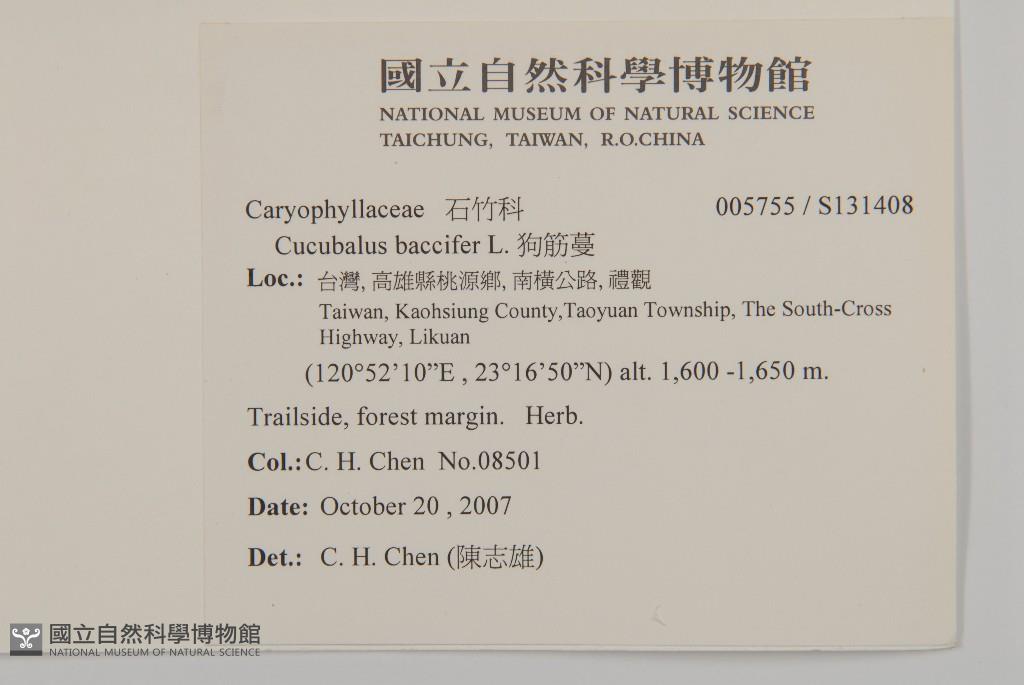 國立自然科學博物館
NATIONAL MUSEUM OF NATURAL SCIENCE
TAICHUNG, TAIWAN, R.O.CHINA
Caryophyllaceae 石竹科 005755 / S131408
Cucubalus baccifer L. 狗筋蔓
Loc.: 台灣, 高雄縣桃源鄉, 南橫公路, 禮觀
Taiwan, Kaohsiung County,Taoyuan Township, The South-Cross
Highway, Likuan
(120°52’10”E , 23°16’50”N) alt. 1,600 -1,650 m.
Trailside, forest margin. Herb.
Col.: C. H. Chen No.08501
Date: October 20 , 2007
Det.: C. H. Chen (陳志雄)
國立自然科學博物館
NATIONAL MUSEUM OF NATURAL SCIENCE